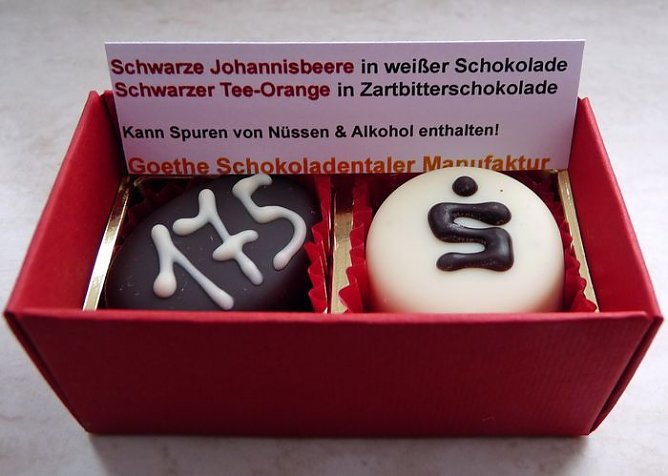 Schwarze Johannisbeere in weißer Schokolade
Schwarzer Tee-Orange in Zartbitterschokolade
Kann Spuren von Nüssen & Alkohol enthalten!
Goethe Schokoladentaler Manufaktur
175
S